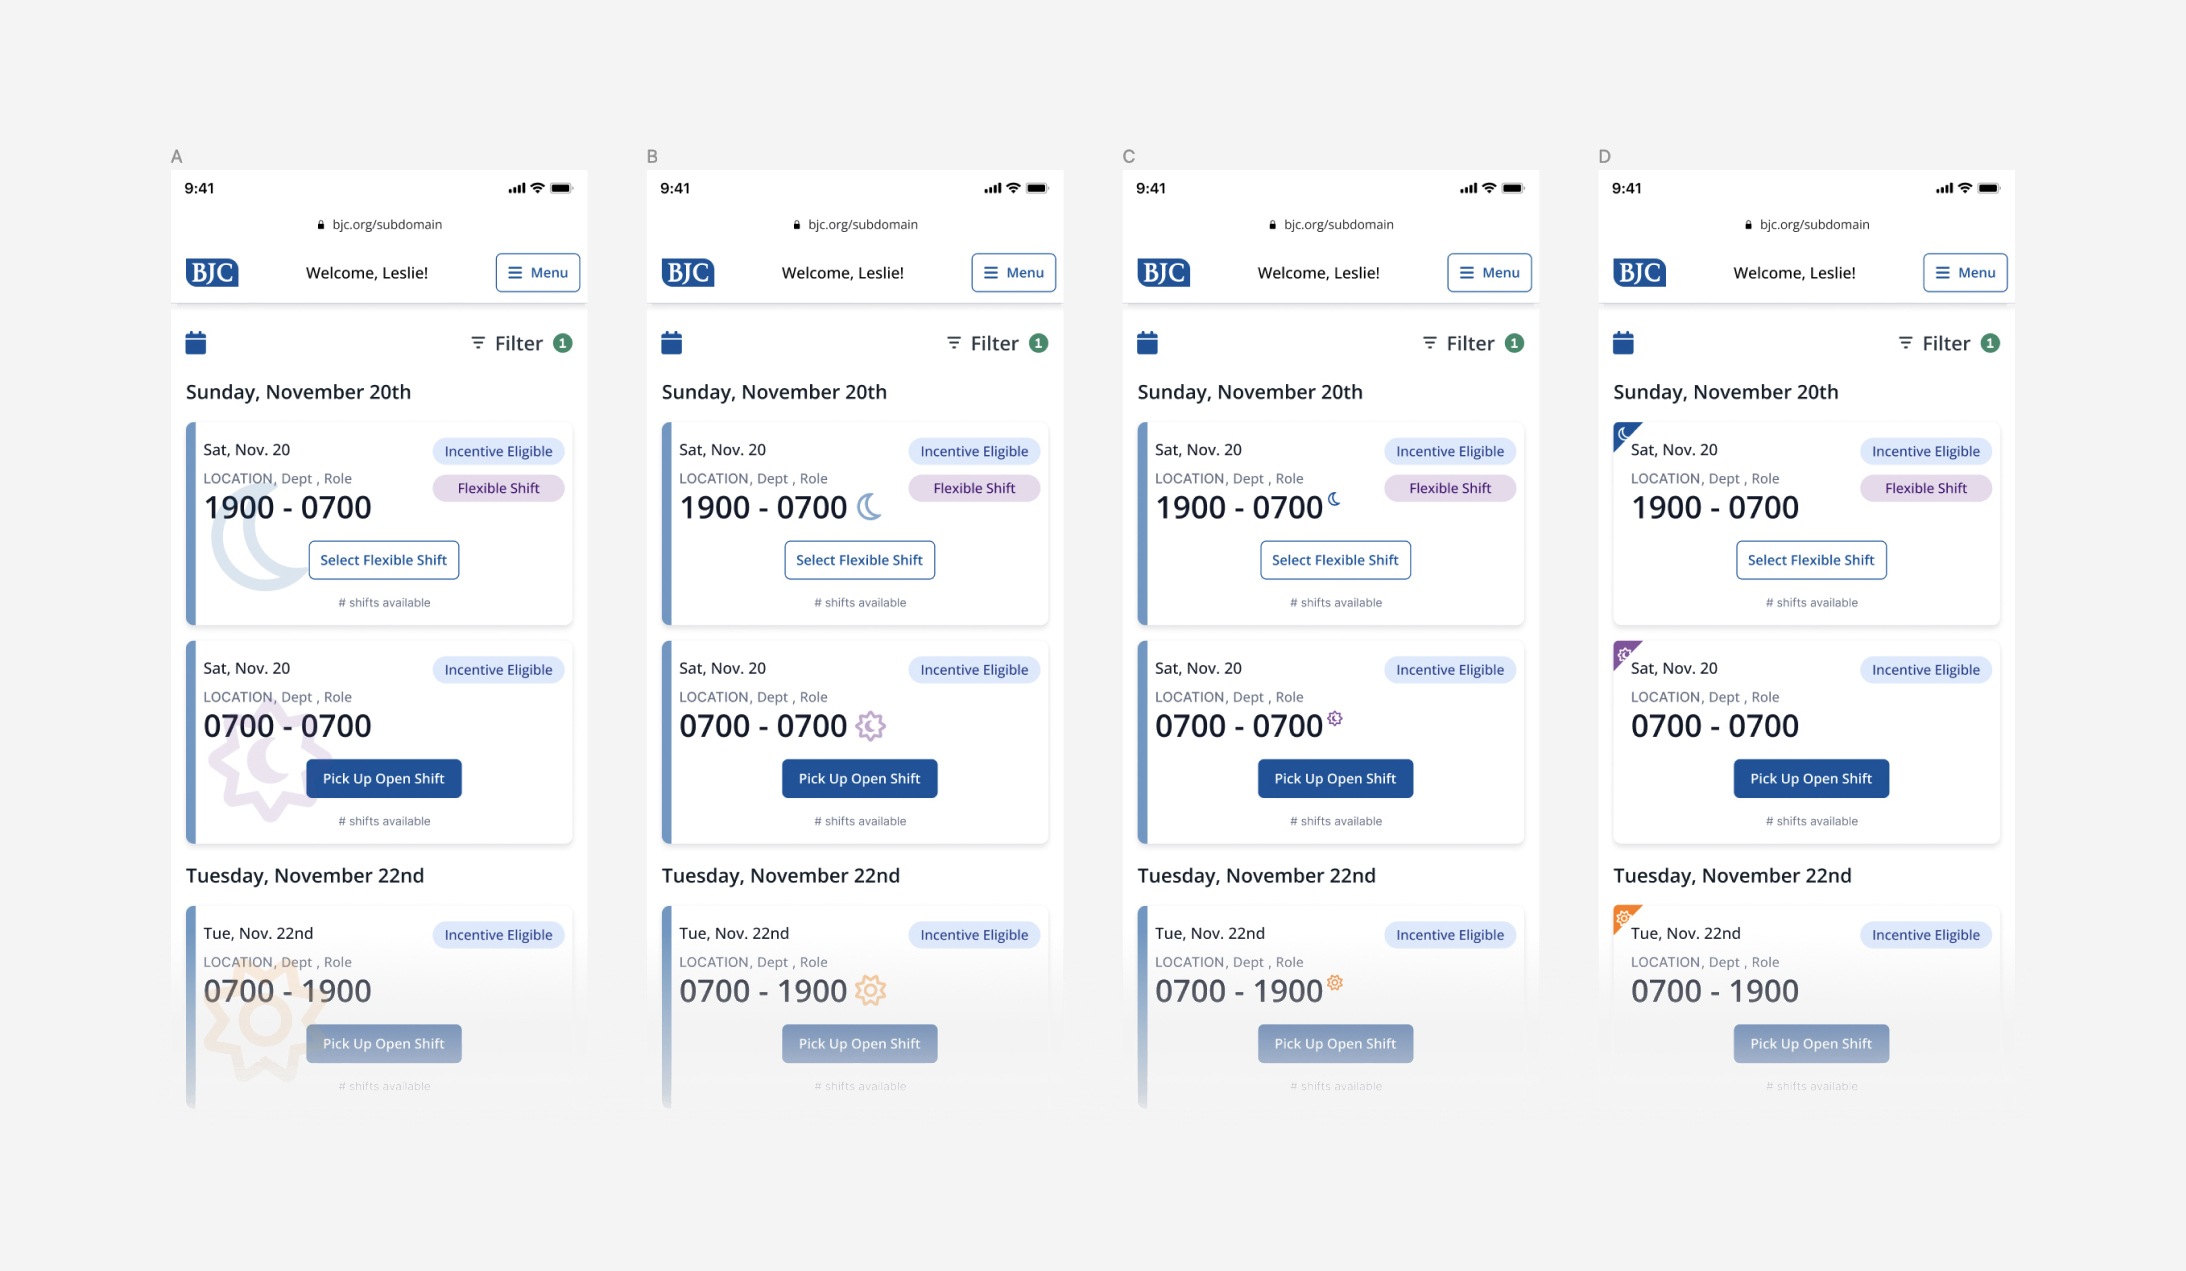 A
9:41
bjc.org/subdomain
BJC
Welcome, Leslie!
Menu
Filter 1
Sunday, November 20th
Sat, Nov. 20
Incentive Eligible
LOCATION, Dept , Role
Flexible Shift
1900 - 0700
Select Flexible Shift
# shifts available
Sat, Nov. 20
Incentive Eligible
LOCATION, Dept , Role
0700 - 0700
Pick Up Open Shift
# shifts available
Tuesday, November 22nd
Tue, Nov. 22nd
Incentive Eligible
LOCATION, Dept , Role
0700 - 1900
Pick Up Open Shift
# shifts available
B
9:41
bjc.org/subdomain
BJC
Welcome, Leslie!
Menu
Filter 1
Sunday, November 20th
Sat, Nov. 20
Incentive Eligible
LOCATION, Dept , Role
Flexible Shift
1900 - 0700
Select Flexible Shift
# shifts available
Sat, Nov. 20
Incentive Eligible
LOCATION, Dept , Role
0700 - 0700
Pick Up Open Shift
# shifts available
Tuesday, November 22nd
Tue, Nov. 22nd
Incentive Eligible
LOCATION, Dept , Role
0700 - 1900
Pick Up Open Shift
# shifts available
C
9:41
bjc.org/subdomain
BJC
Welcome, Leslie!
Menu
Filter 1
Sunday, November 20th
Sat, Nov. 20
Incentive Eligible
LOCATION, Dept , Role
Flexible Shift
1900 - 0700
Select Flexible Shift
# shifts available
Sat, Nov. 20
Incentive Eligible
LOCATION, Dept , Role
0700 - 0700
Pick Up Open Shift
# shifts available
Tuesday, November 22nd
Tue, Nov. 22nd
Incentive Eligible
LOCATION, Dept , Role
0700 - 1900
Pick Up Open Shift
# shifts available
D
9:41
bjc.org/subdomain
BJC
Welcome, Leslie!
Menu
Filter 1
Sunday, November 20th
Sat, Nov. 20
Incentive Eligible
LOCATION, Dept , Role
Flexible Shift
1900 - 0700
Select Flexible Shift
# shifts available
Sat, Nov. 20
Incentive Eligible
LOCATION, Dept , Role
0700 - 0700
Pick Up Open Shift
# shifts available
Tuesday, November 22nd
Tue, Nov. 22nd
Incentive Eligible
LOCATION, Dept , Role
0700 - 1900
Pick Up Open Shift
# shifts available